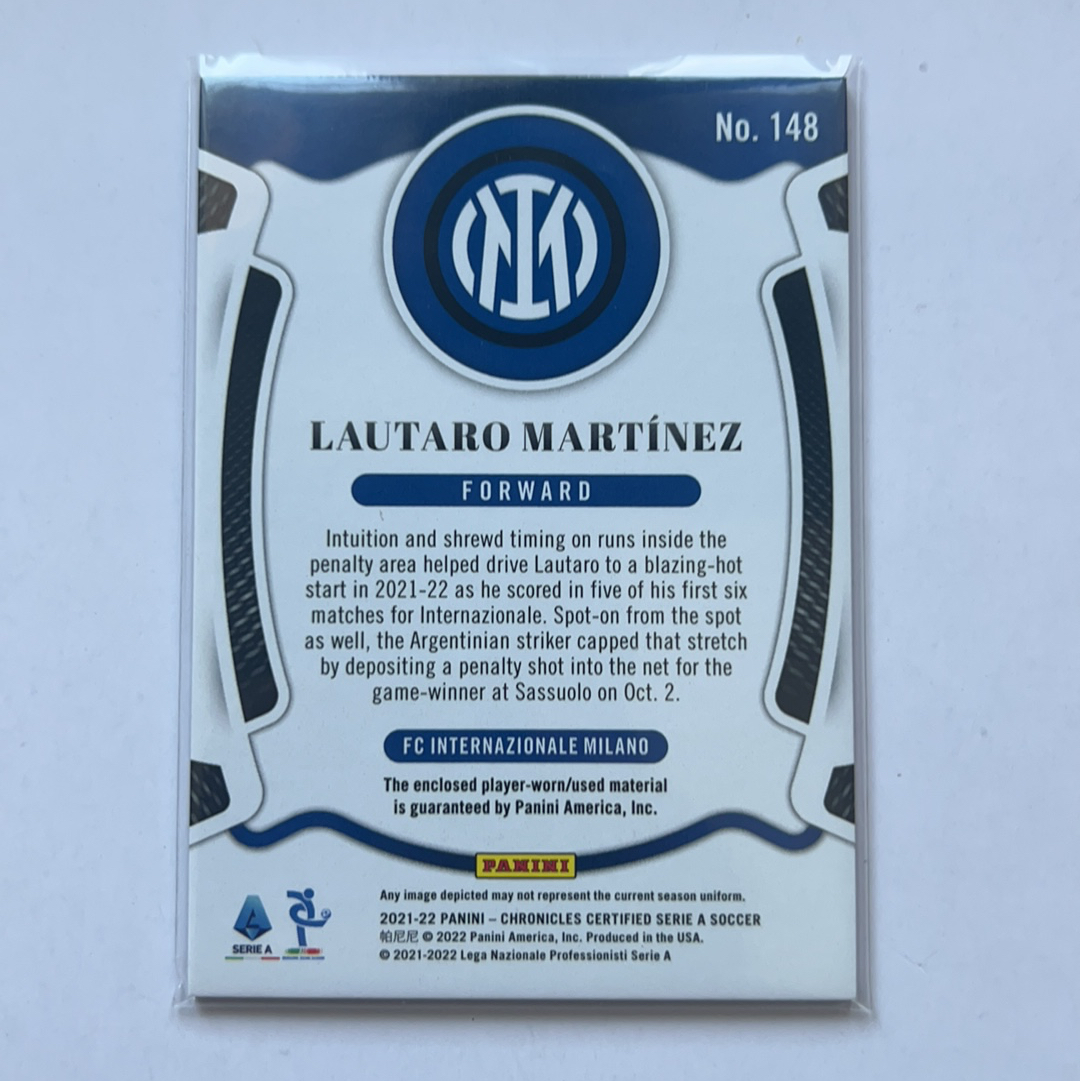 No. 148
LAUTARO MARTÍNEZ
FORWARD
Intuition and shrewd timing on runs inside the
penalty area helped drive Lautaro to a blazing-hot
start in 2021-22 as he scored in five of his first six
matches for Internazionale. Spot-on from the spot
as well, the Argentinian striker capped that stretch
by depositing a penalty shot into the net for the
game-winner at Sassuolo on Oct. 2.
FC INTERNAZIONALE MILANO
The enclosed player-worn/used material
is guaranteed by Panini America, Inc.
PANINI
Any image depicted may not represent the current season uniform.
2021-22 PANINI – CHRONICLES CERTIFIED SERIE A SOCCER
帕尼尼 © 2022 Panini America, Inc. Produced in the USA.
© 2021-2022 Lega Nazionale Professionisti Serie A
SERIE A